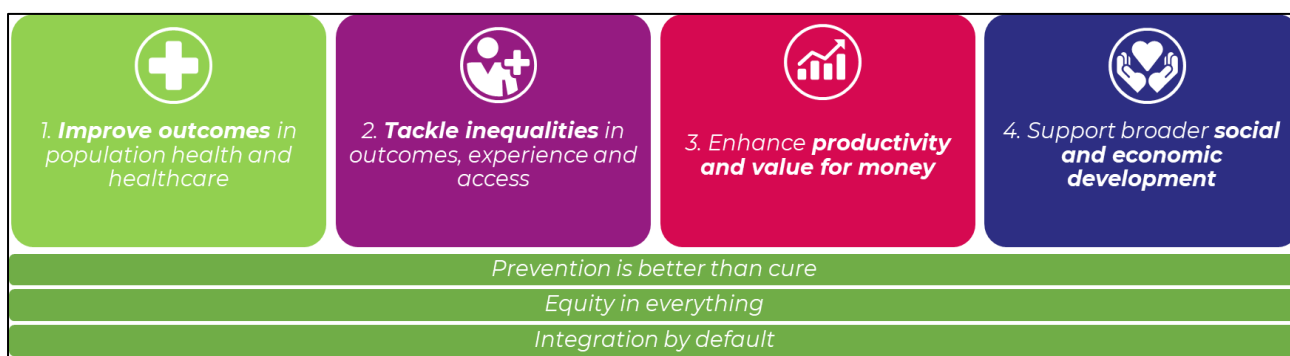 1. Improve outcomes in
population health and
healthcare
2. Tackle inequalities in
outcomes, experience and
access
3. Enhance productivity
and value for money
4. Support broader social
and economic
development
Prevention is better than cure
Equity in everything
Integration by default